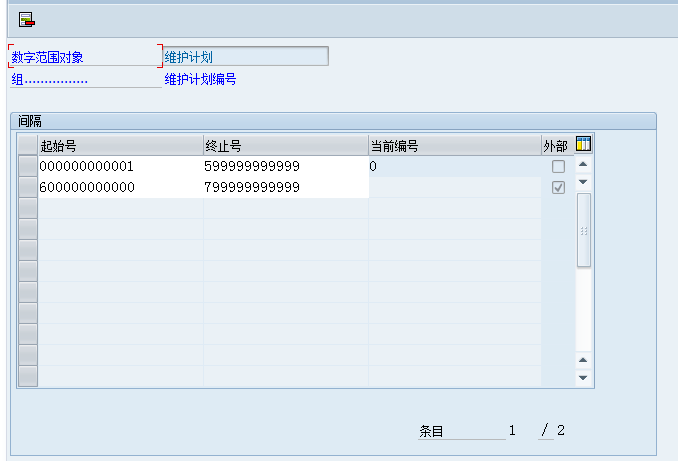 数字范围对象 维护计划
组................ 维护计划编号
间隔
起始号 终止号 当前编号 外部
000000000001 599999999999 0
600000000000 799999999999
条目 1 / 2